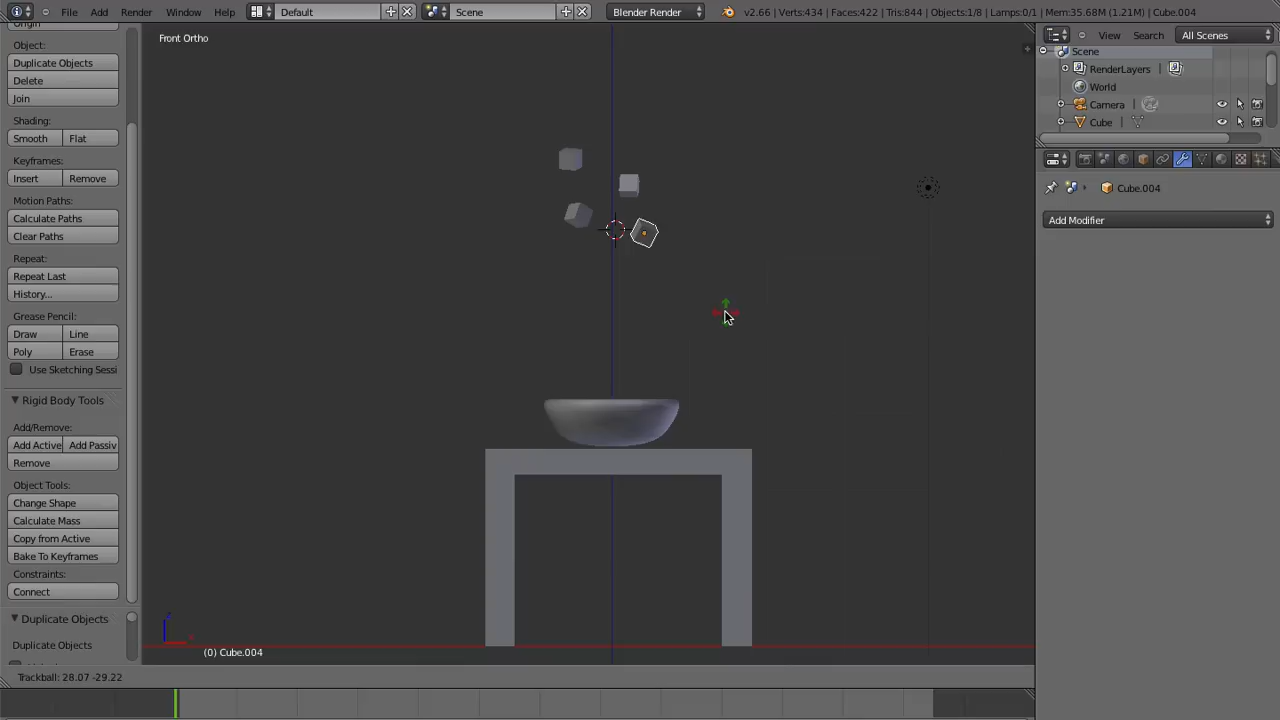 File Add Render Window Help Default Scene Blender Render v2.66 | Verts:434 | Faces:422 | Tris:844 | Objects:1/8 | Lamps:0/1 | Mem:35.68M (1.21M) | Cube.004
Origin
Object:
Duplicate Objects
Delete
Join
Shading:
Smooth Flat
Keyframes:
Insert Remove
Motion Paths:
Calculate Paths
Clear Paths
Repeat:
Repeat Last
History...
Grease Pencil:
Draw Line
Poly Erase
Use Sketching Sessi
Rigid Body Tools
Add/Remove:
Add Active Add Passiv
Remove
Object Tools:
Change Shape
Calculate Mass
Copy from Active
Bake To Keyframes
Constraints:
Connect
Duplicate Objects
Duplicate Objects
Front Ortho
z
x
(0) Cube.004
Trackball: 28.07 -29.22
View Search All Scenes
Scene
RenderLayers |
World
Camera |
Cube |
Cube.004
Add Modifier